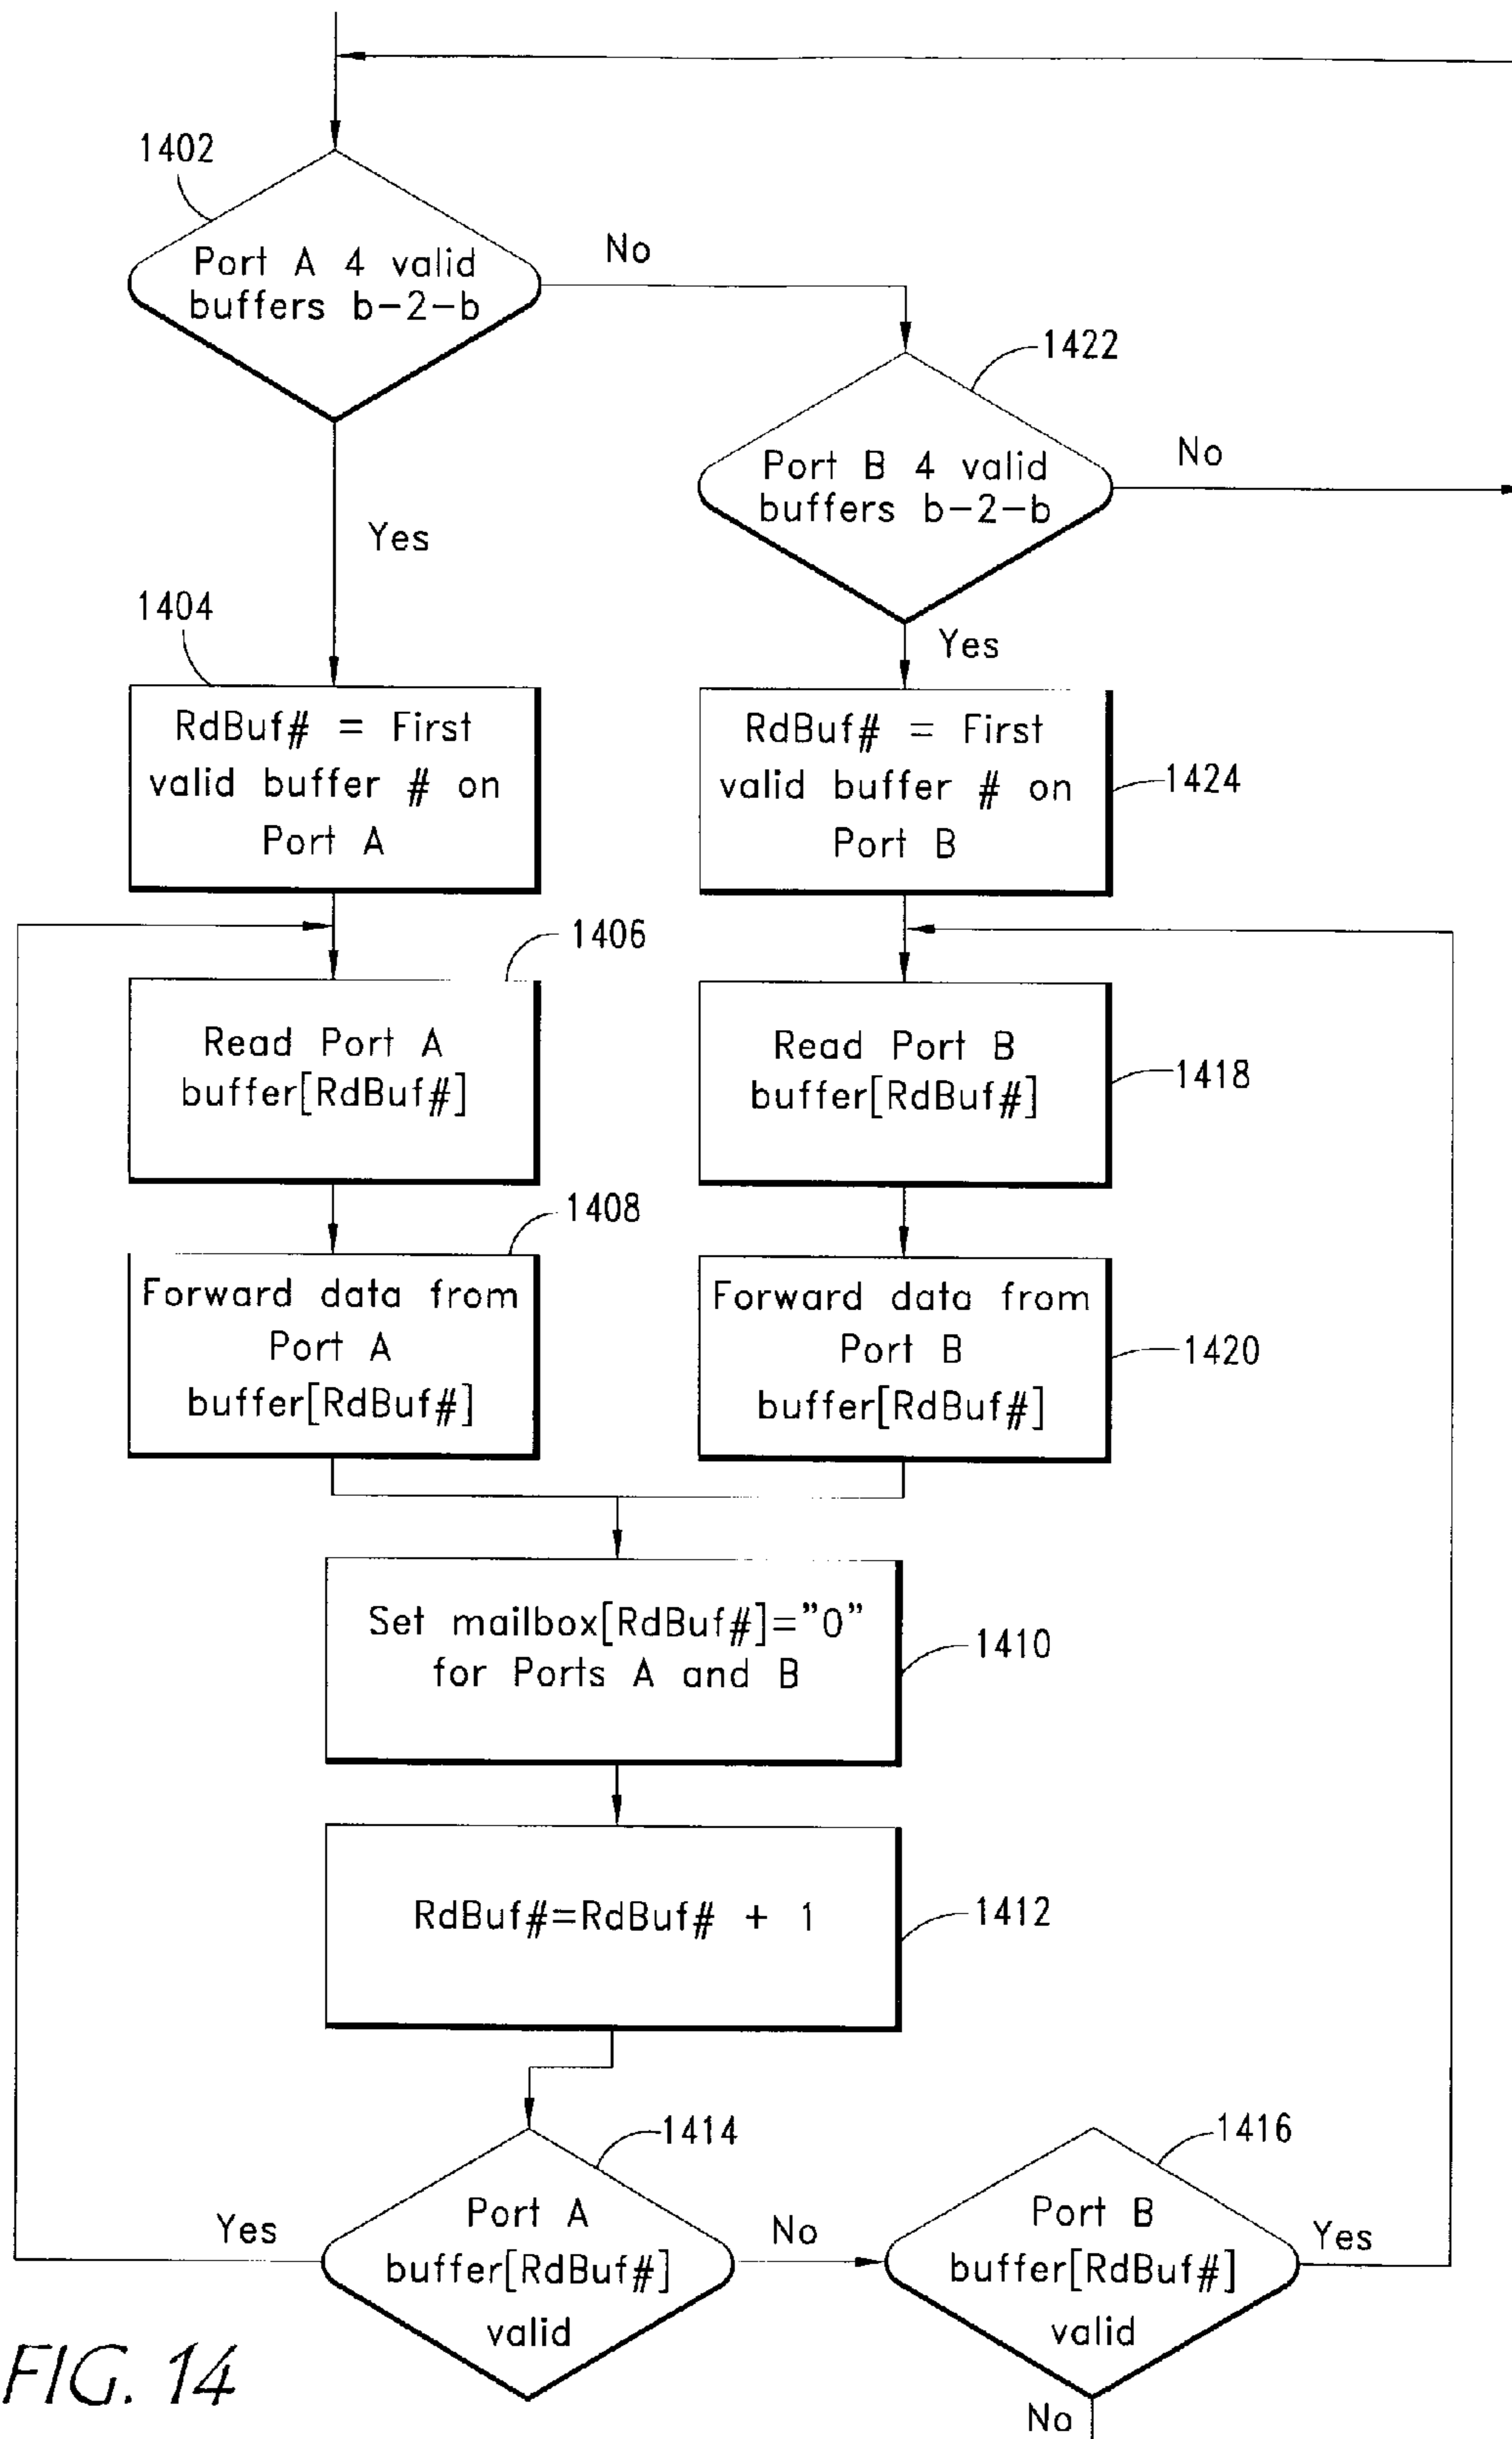 1402
Port A 4 valid
buffers b-2-b
No
1422
Port B 4 valid
buffers b-2-b
No
Yes
Yes
1404
RdBuf# = First
valid buffer # on
Port A
RdBuf# = First
valid buffer # on
Port B
1424
1406
Read Port A
buffer[RdBuf#]
Read Port B
buffer[RdBuf#]
1418
1408
Forward data from
Port A
buffer[RdBuf#]
Forward data from
Port B
buffer[RdBuf#]
1420
Set mailbox[RdBuf#]="0"
for Ports A and B
1410
RdBuf#=RdBuf# + 1
1412
1414
Yes
Port A
buffer[RdBuf#]
valid
No
1416
Port B
buffer[RdBuf#]
valid
Yes
No
FIG. 14